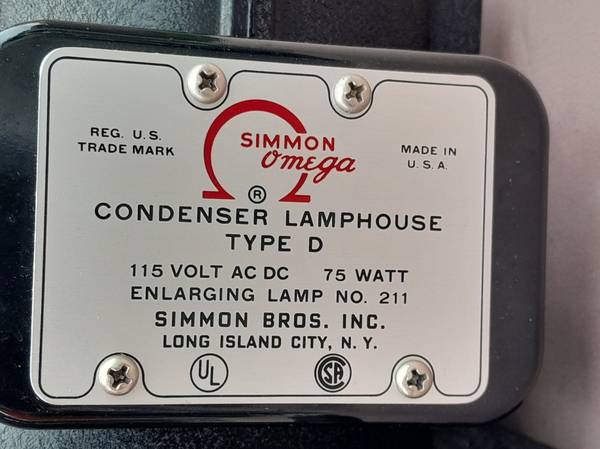 REG. U.S.
TRADE MARK
SIMMON
omega
®
MADE IN
U.S.A.
CONDENSER LAMPHOUSE
TYPE D
115 VOLT AC DC 75 WATT
ENLARGING LAMP NO. 211
SIMMON BROS. INC.
LONG ISLAND CITY, N. Y.
UL
SA